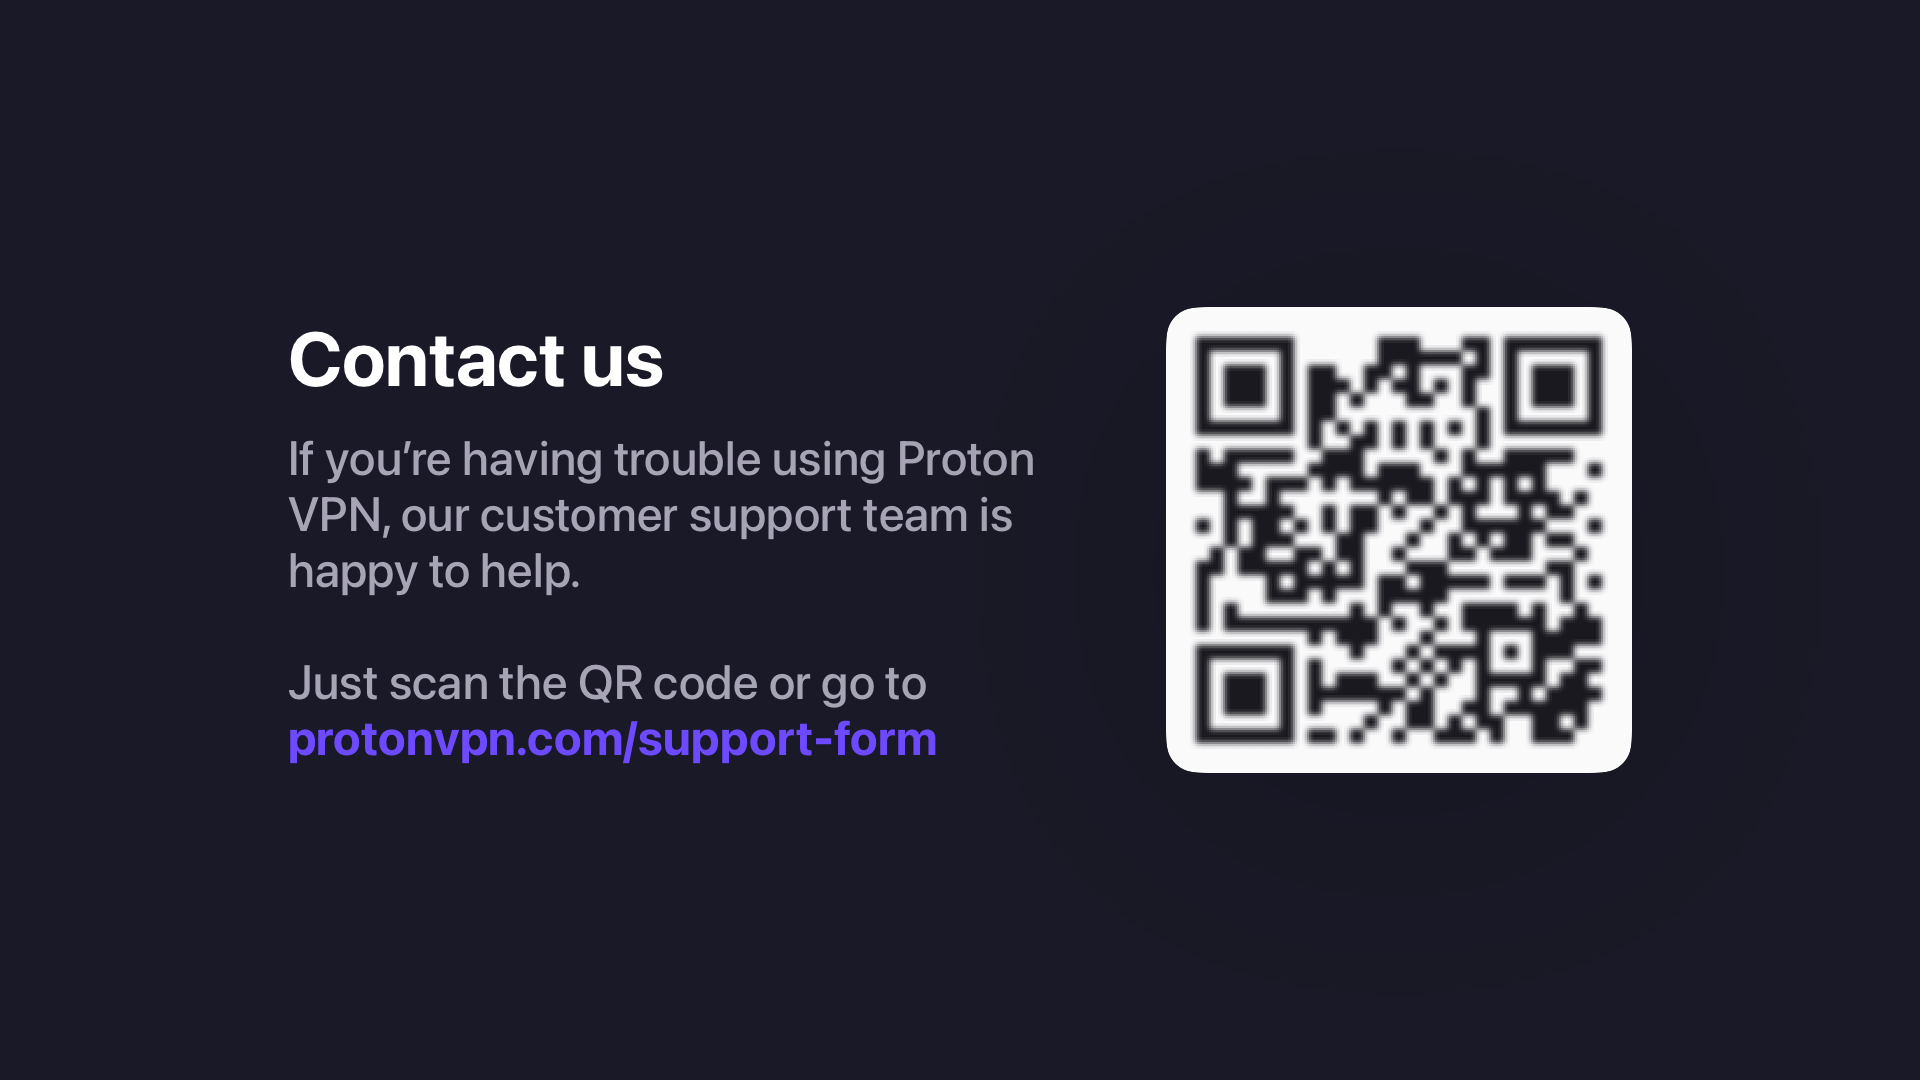 Contact us
If you’re having trouble using Proton
VPN, our customer support team is
happy to help.
Just scan the QR code or go to
protonvpn.com/support-form